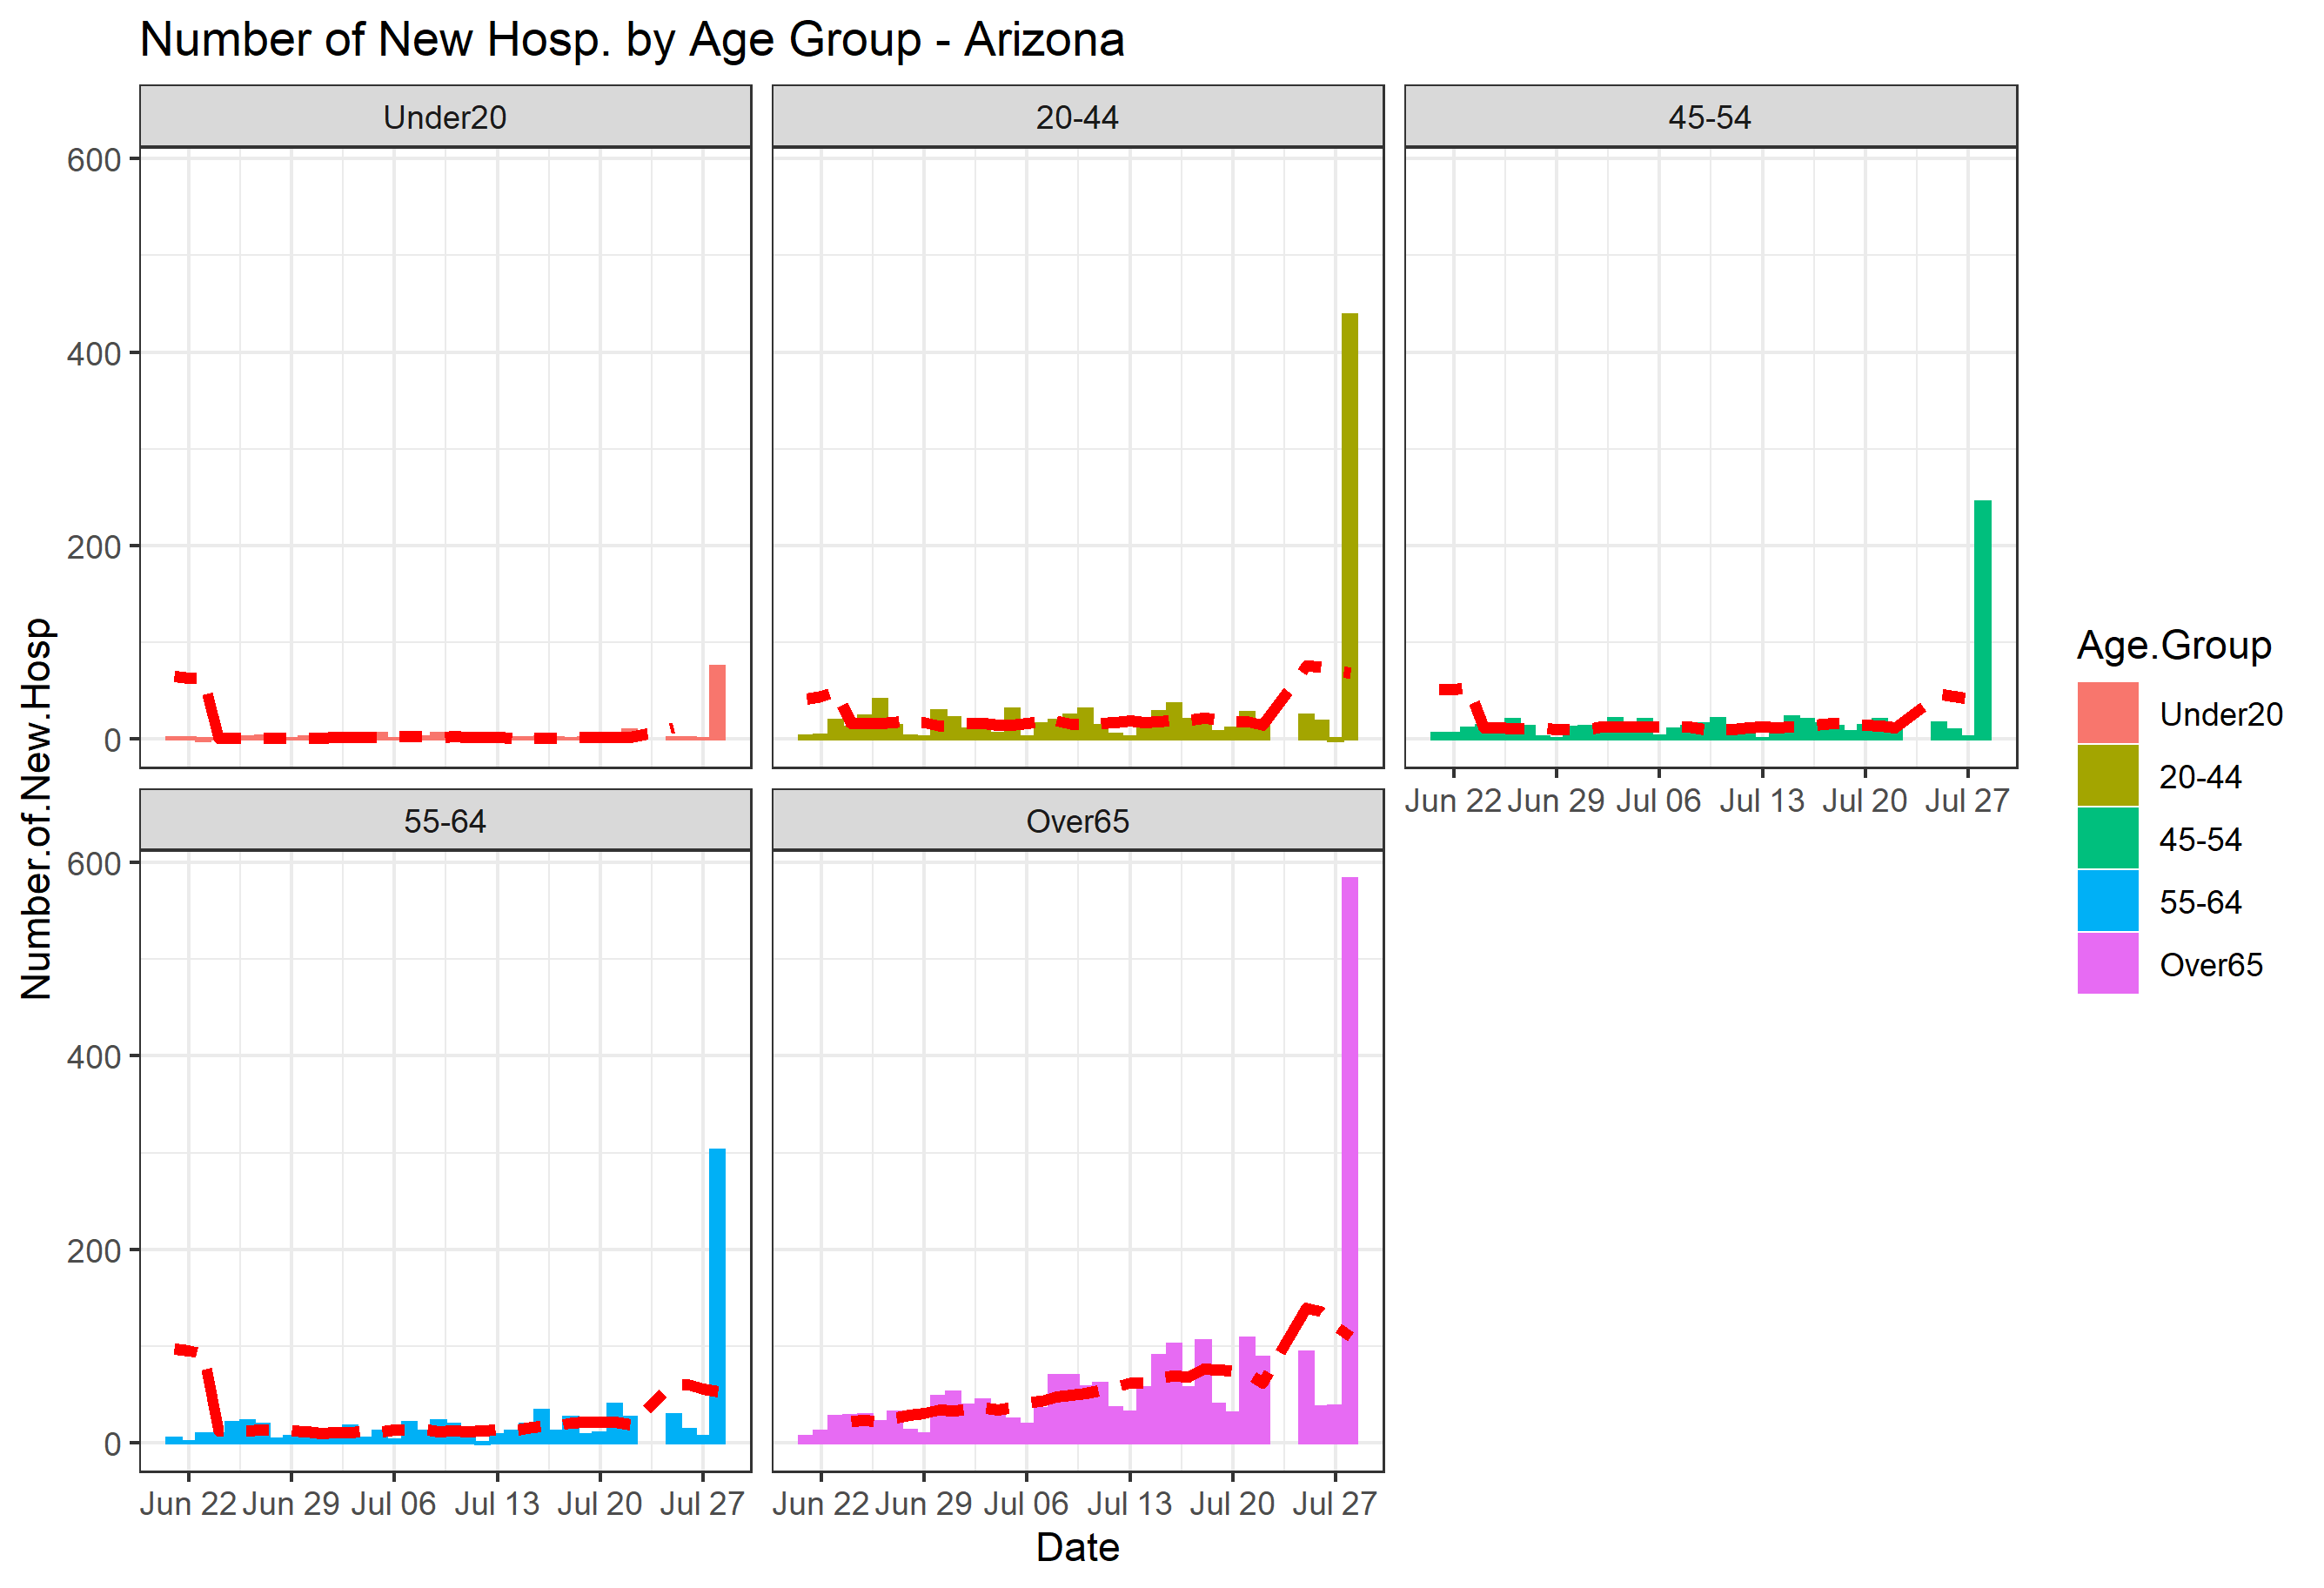 Number of New Hosp. by Age Group - Arizona
Under20
20-44
45-54
600
400
200
0
Jun 22 Jun 29 Jul 06 Jul 13 Jul 20 Jul 27
55-64
Over65
600
400
200
0
Jun 22 Jun 29 Jul 06 Jul 13 Jul 20 Jul 27
Jun 22 Jun 29 Jul 06 Jul 13 Jul 20 Jul 27
Number.of.New.Hosp
Date
Age.Group
Under20
20-44
45-54
55-64
Over65